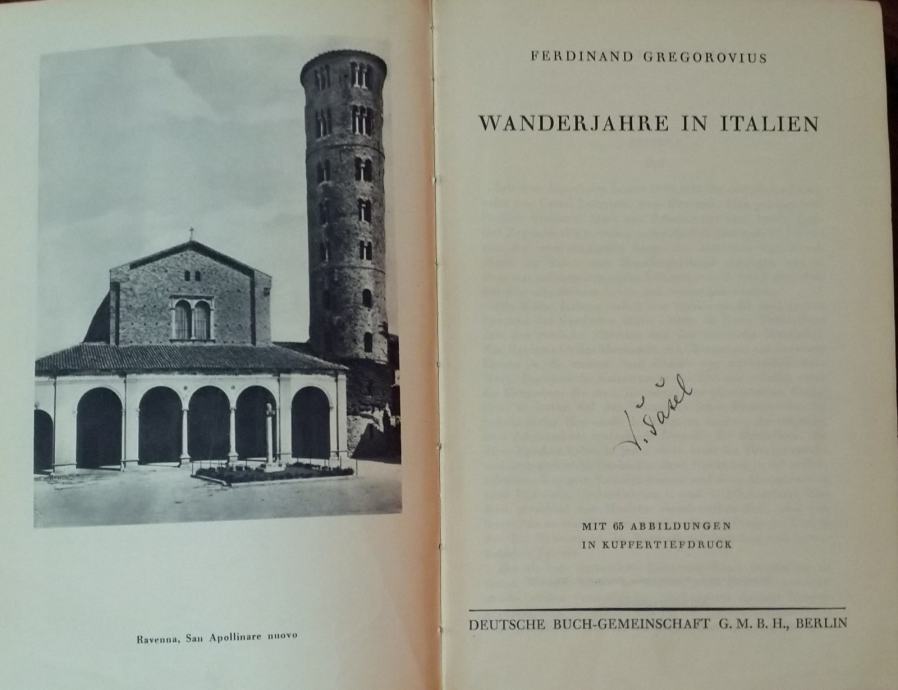 Ravenna, San Apollinare nuovo
FERDINAND GREGOROVIUS
WANDERJAHRE IN ITALIEN
MIT 65 ABBILDUNGEN
IN KUPFERTIEFDRUCK
DEUTSCHE BUCH-GEMEINSCHAFT G. M. B. H., BERLIN